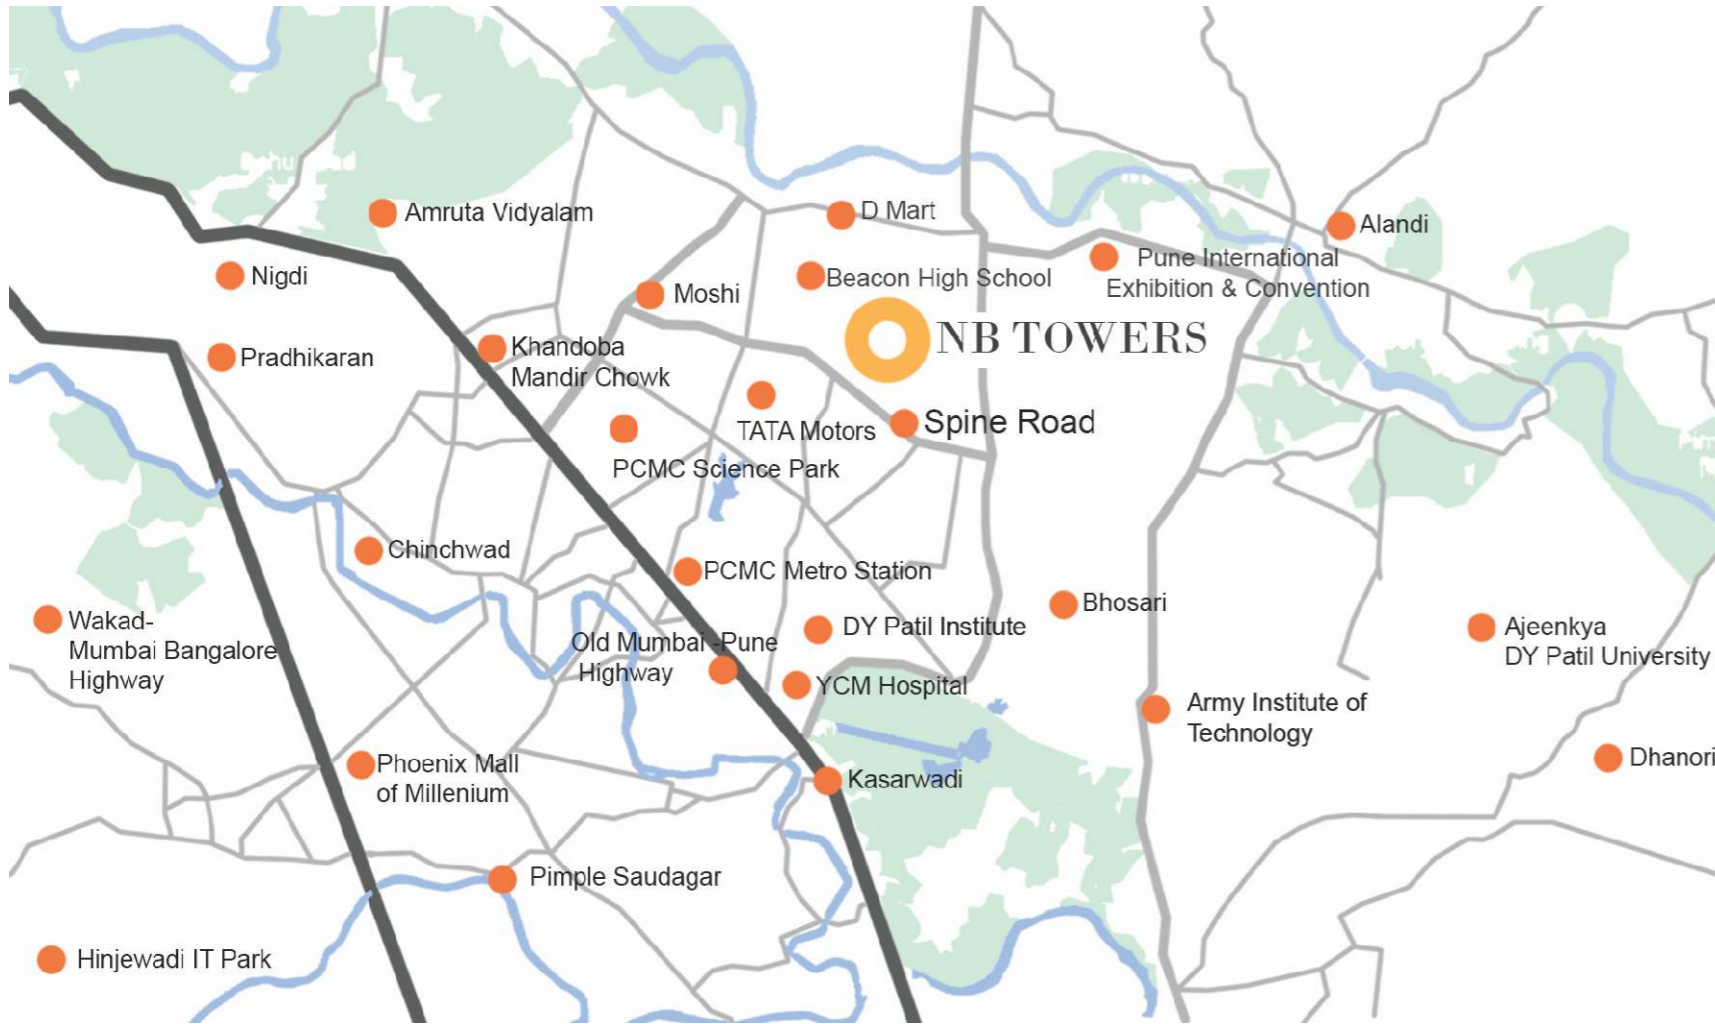 Amruta Vidyalam
D Mart
Alandi
Nigdi
Moshi
Beacon High School
Pune International
Exhibition & Convention
NB TOWERS
Pradhikaran
Khandoba
Mandir Chowk
TATA Motors
Spine Road
PCMC Science Park
Chinchwad
PCMC Metro Station
Bhosari
Wakad-
Mumbai Bangalore
Highway
Old Mumbai -Pune
Highway
DY Patil Institute
Ajeenkya
DY Patil University
YCM Hospital
Army Institute of
Technology
Phoenix Mall
of Millenium
Kasarwadi
Dhanori
Pimple Saudagar
Hinjewadi IT Park